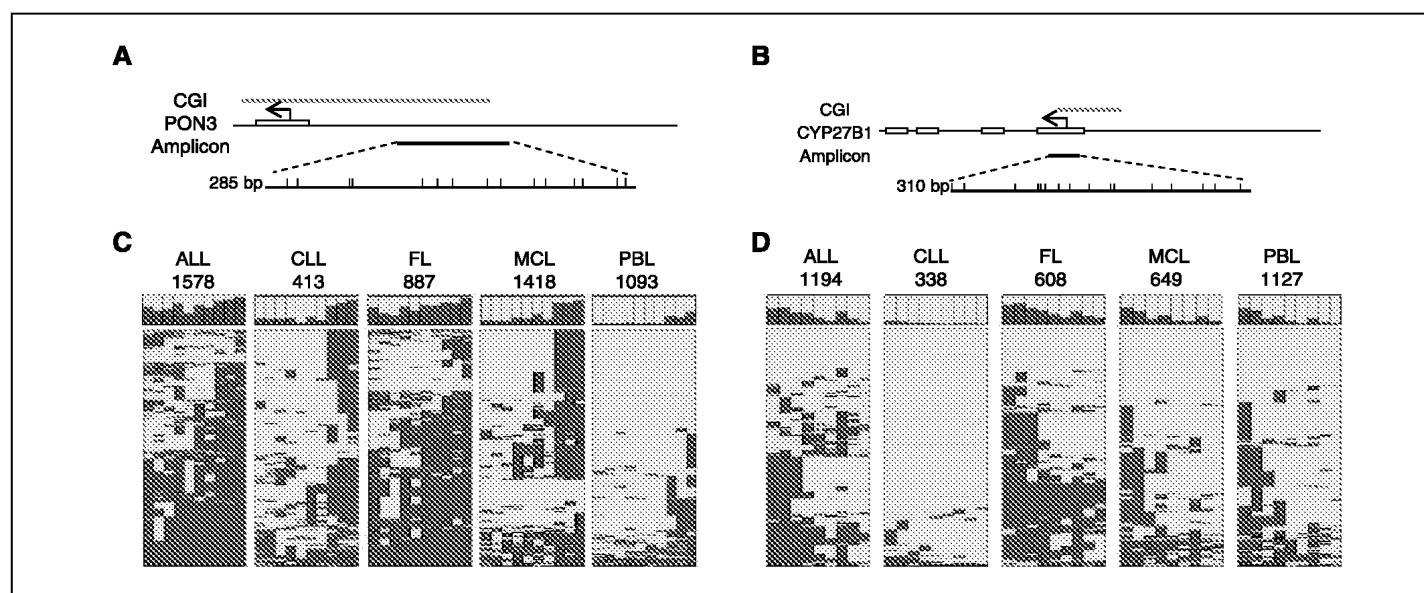 A
CGI
PON3
Amplicon
285 bp
B
CGI
CYP27B1
Amplicon
310 bp
C
ALL CLL FL MCL PBL
1578 413 887 1418 1093
D
ALL CLL FL MCL PBL
1194 338 608 649 1127